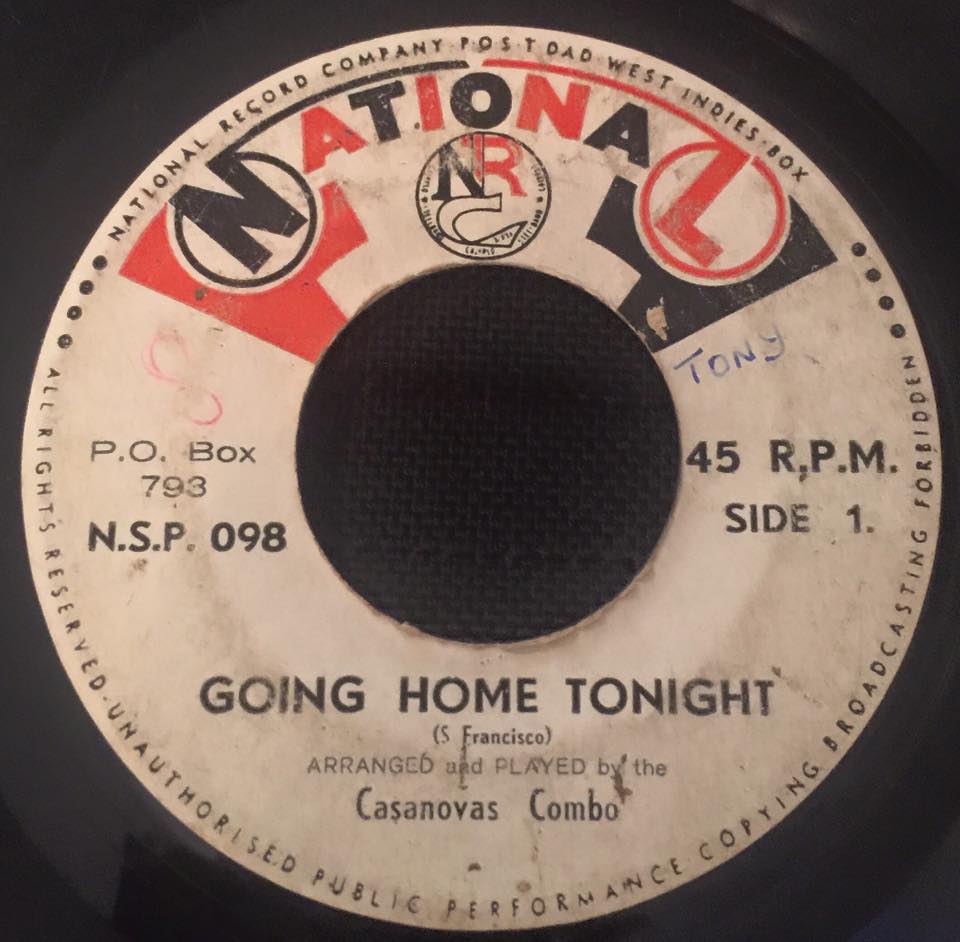 NATIONAL RECORD COMPANY POS-T DAD WEST INDIES-BOX
NATIONAL
NRC
TONY
P.O. Box
793
N.S.P. 098
45 R.P.M.
SIDE 1.
GOING HOME TONIGHT
(S Francisco)
ARRANGED and PLAYED by the
Casanovas Combo
ALL RIGHTS RESERVED-UNAUTHORISED PUBLIC PERFORMANCE COPYING BROADCASTING FORBIDDEN